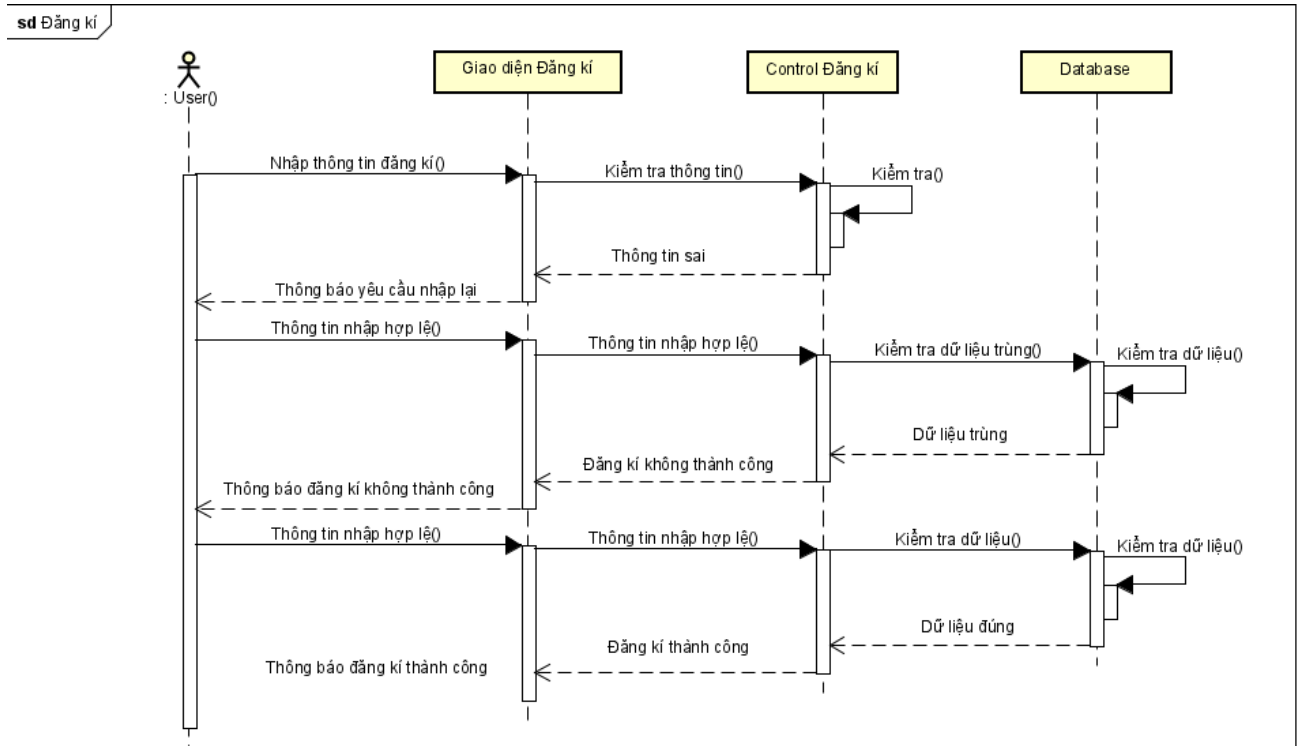 sd Đăng kí
: User()
Giao diện Đăng kí
Control Đăng kí
Database
Nhập thông tin đăng kí()
Kiểm tra thông tin()
Kiểm tra()
Thông tin sai
Thông báo yêu cầu nhập lại
Thông tin nhập hợp lệ()
Thông tin nhập hợp lệ()
Kiểm tra dữ liệu trùng()
Kiểm tra dữ liệu()
Dữ liệu trùng
Đăng kí không thành công
Thông báo đăng kí không thành công
Thông tin nhập hợp lệ()
Thông tin nhập hợp lệ()
Kiểm tra dữ liệu()
Kiểm tra dữ liệu()
Dữ liệu đúng
Đăng kí thành công
Thông báo đăng kí thành công